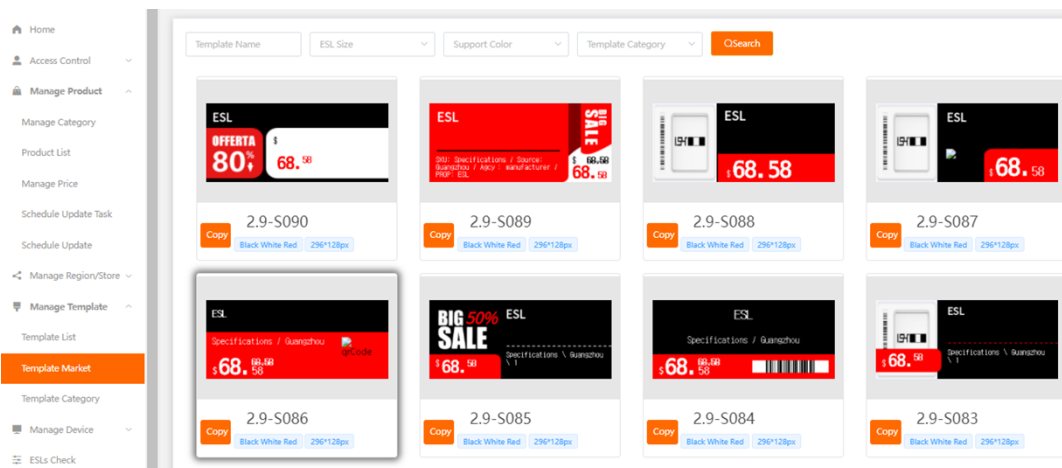 Home
Access Control
Manage Product
Manage Category
Product List
Manage Price
Schedule Update Task
Schedule Update
Manage Region/Store
Manage Template
Template List
Template Market
Template Category
Manage Device
ESLs Check
Template Name
ESL Size
Support Color
Template Category
Search
ESL
OFFERTA
80%
$
68.58
2.9-S090
Copy
Black White Red
296*128px
ESL
BIG
SALE
SKU: Specifications / Source:
Guangzhou / Agcy : manufacturer /
PROP: ESL
$ 68.58
68.58
2.9-S089
Copy
Black White Red
296*128px
ESL
$68.58
2.9-S088
Copy
Black White Red
296*128px
ESL
$68.58
2.9-S087
Copy
Black White Red
296*128px
ESL
Specifications / Guangzhou
qrCode
68.58
$68.58
2.9-S086
Copy
Black White Red
296*128px
BIG 50%
SALE
ESL
Specifications \ Guangzhou
\ 1
$68.58
2.9-S085
Copy
Black White Red
296*128px
ESL
Specifications / Guangzhou
68.58
$68.58
2.9-S084
Copy
Black White Red
296*128px
ESL
Specifications \ Guangzhou
\ 1
$68.58
2.9-S083
Copy
Black White Red
296*128px